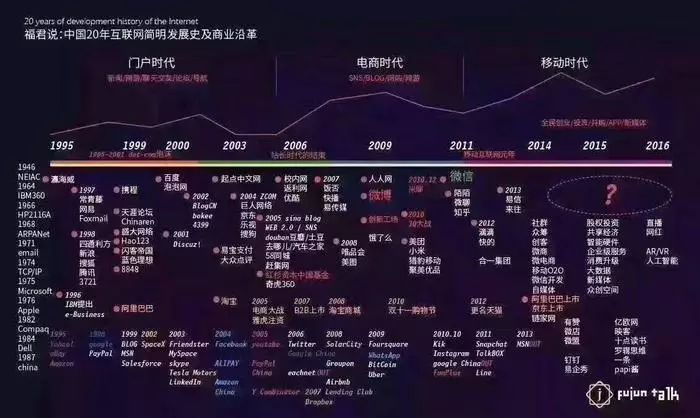 20 years of development history of the Internet
福君说:中国20年互联网简明发展史及商业沿革
门户时代
电商时代
移动时代
新闻/网游/聊天交友/论坛/导航
SNS/BLOG/网购/网游
全民创业/投资/并购/APP/新媒体
1995
1999
2000
2003
2006
2009
2011
2014
2015
2016
1995-2001 dot-com泡沫
站长时代的结束
移动互联网元年
1946
NEIAC
1964
IBM360
1966
HP2116A
1968
ARPANet
1971
email
1974
TCP/IP
1975
Microsoft
1976
Apple
1982
Compaq
1984
Dell
1987
china
瀛海威
1997
常青藤
网易
Foxmail
1998
四通利方
新浪
搜狐
腾讯
3721
1996
IBM提出
e-Business
携程
天涯论坛
Chinaren
盛大网络
Hao123
闪客帝国
蓝色理想
8848
阿里巴巴
百度
泡泡网
2002
BlogCN
bokee
4399
2001
Discuz!
起点中文网
2004 ZCOM
巨人网络
京东
乐视
易宝支付
大众点评
淘宝
校内网
返利网
优酷
2005 sina blog
WEB 2.0 / SNS
douban豆瓣/土豆
去哪儿/汽车之家
58同城
赶集网
红杉资本中国基金
奇虎360
2007
饭否
快播
易传媒
2008
唯品会
美图
人人网
微博
创新工场
饿了么
2010.12
米聊
2010
3Q大战
美团
小米
猎豹移动
聚美优品
微信
陌陌
微聊
知乎
2012
滴滴
快的
合一集团
2013
易信
来往
?
社群
众筹
创客
微商
微电商
移动O2O
微信开发
自媒体
阿里巴巴上市
京东上市
链家网
股权投资
共享经济
智能硬件
企业级服务
消费升级
大数据
新媒体
众创空间
直播
网红
AR/VR
人工智能
2005
电商大战
雅虎注资
2007
B2B上市
2008
淘宝商城
2010
双十一购物节
2012
更名天猫
有赞
微店
微盟
钉钉
易企秀
亿欧网
映客
十点读书
罗辑思维
一条
papi酱
1995
yahoo
eBay
Amazon
1998
google
PayPal
1999 2002
BLOG SpaceX
MSN
Salesforce
2003
Friendster
MySpace
skype
Tesla Motors
LinkedIn
2004
Facebook
ALIPAY
Amazon
China
2005
youtube
PayPal
China
Y Combinator
2006
Twitter
Google China
eachnetOUT
2007 Lending Club
Dropbox
2008
SolarCity
Groupon
Airbnb
2009
Foursquare
WhatsApp
BitCoin
Uber
2010.10
Kik
Instagram
google ChinaOUT
FanfLux
2011
Snapchat
TalkBOX
Line
2013
MSNOUT
fujun talk